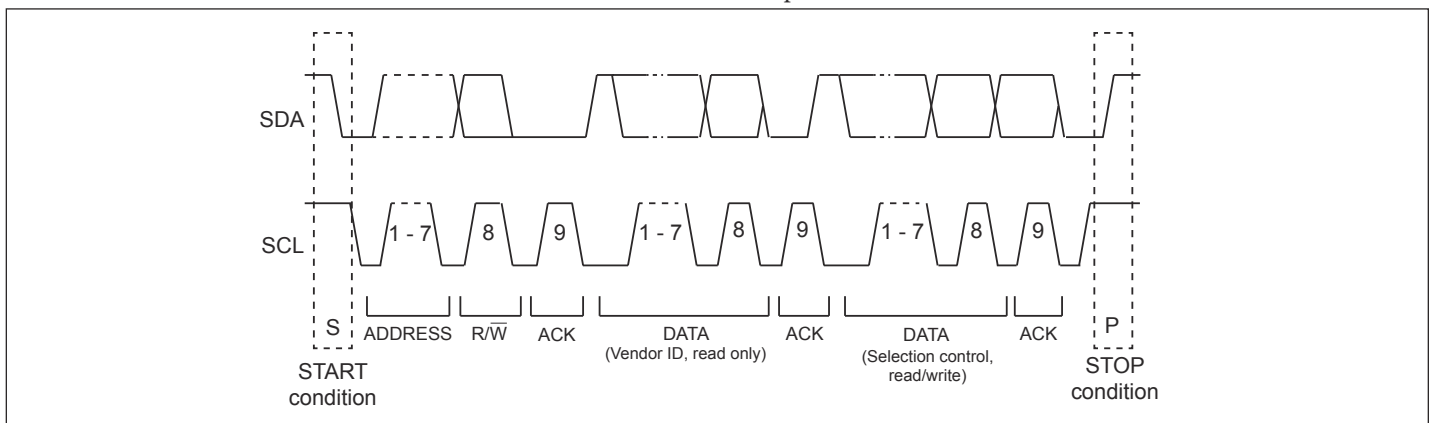 SDA
SCL
1 - 7 8 9 1 - 7 8 9 1 - 7 8 9
S ADDRESS R/W̅ ACK DATA ACK DATA ACK P
(Vendor ID, read only) (Selection control,
read/write)
START STOP
condition condition